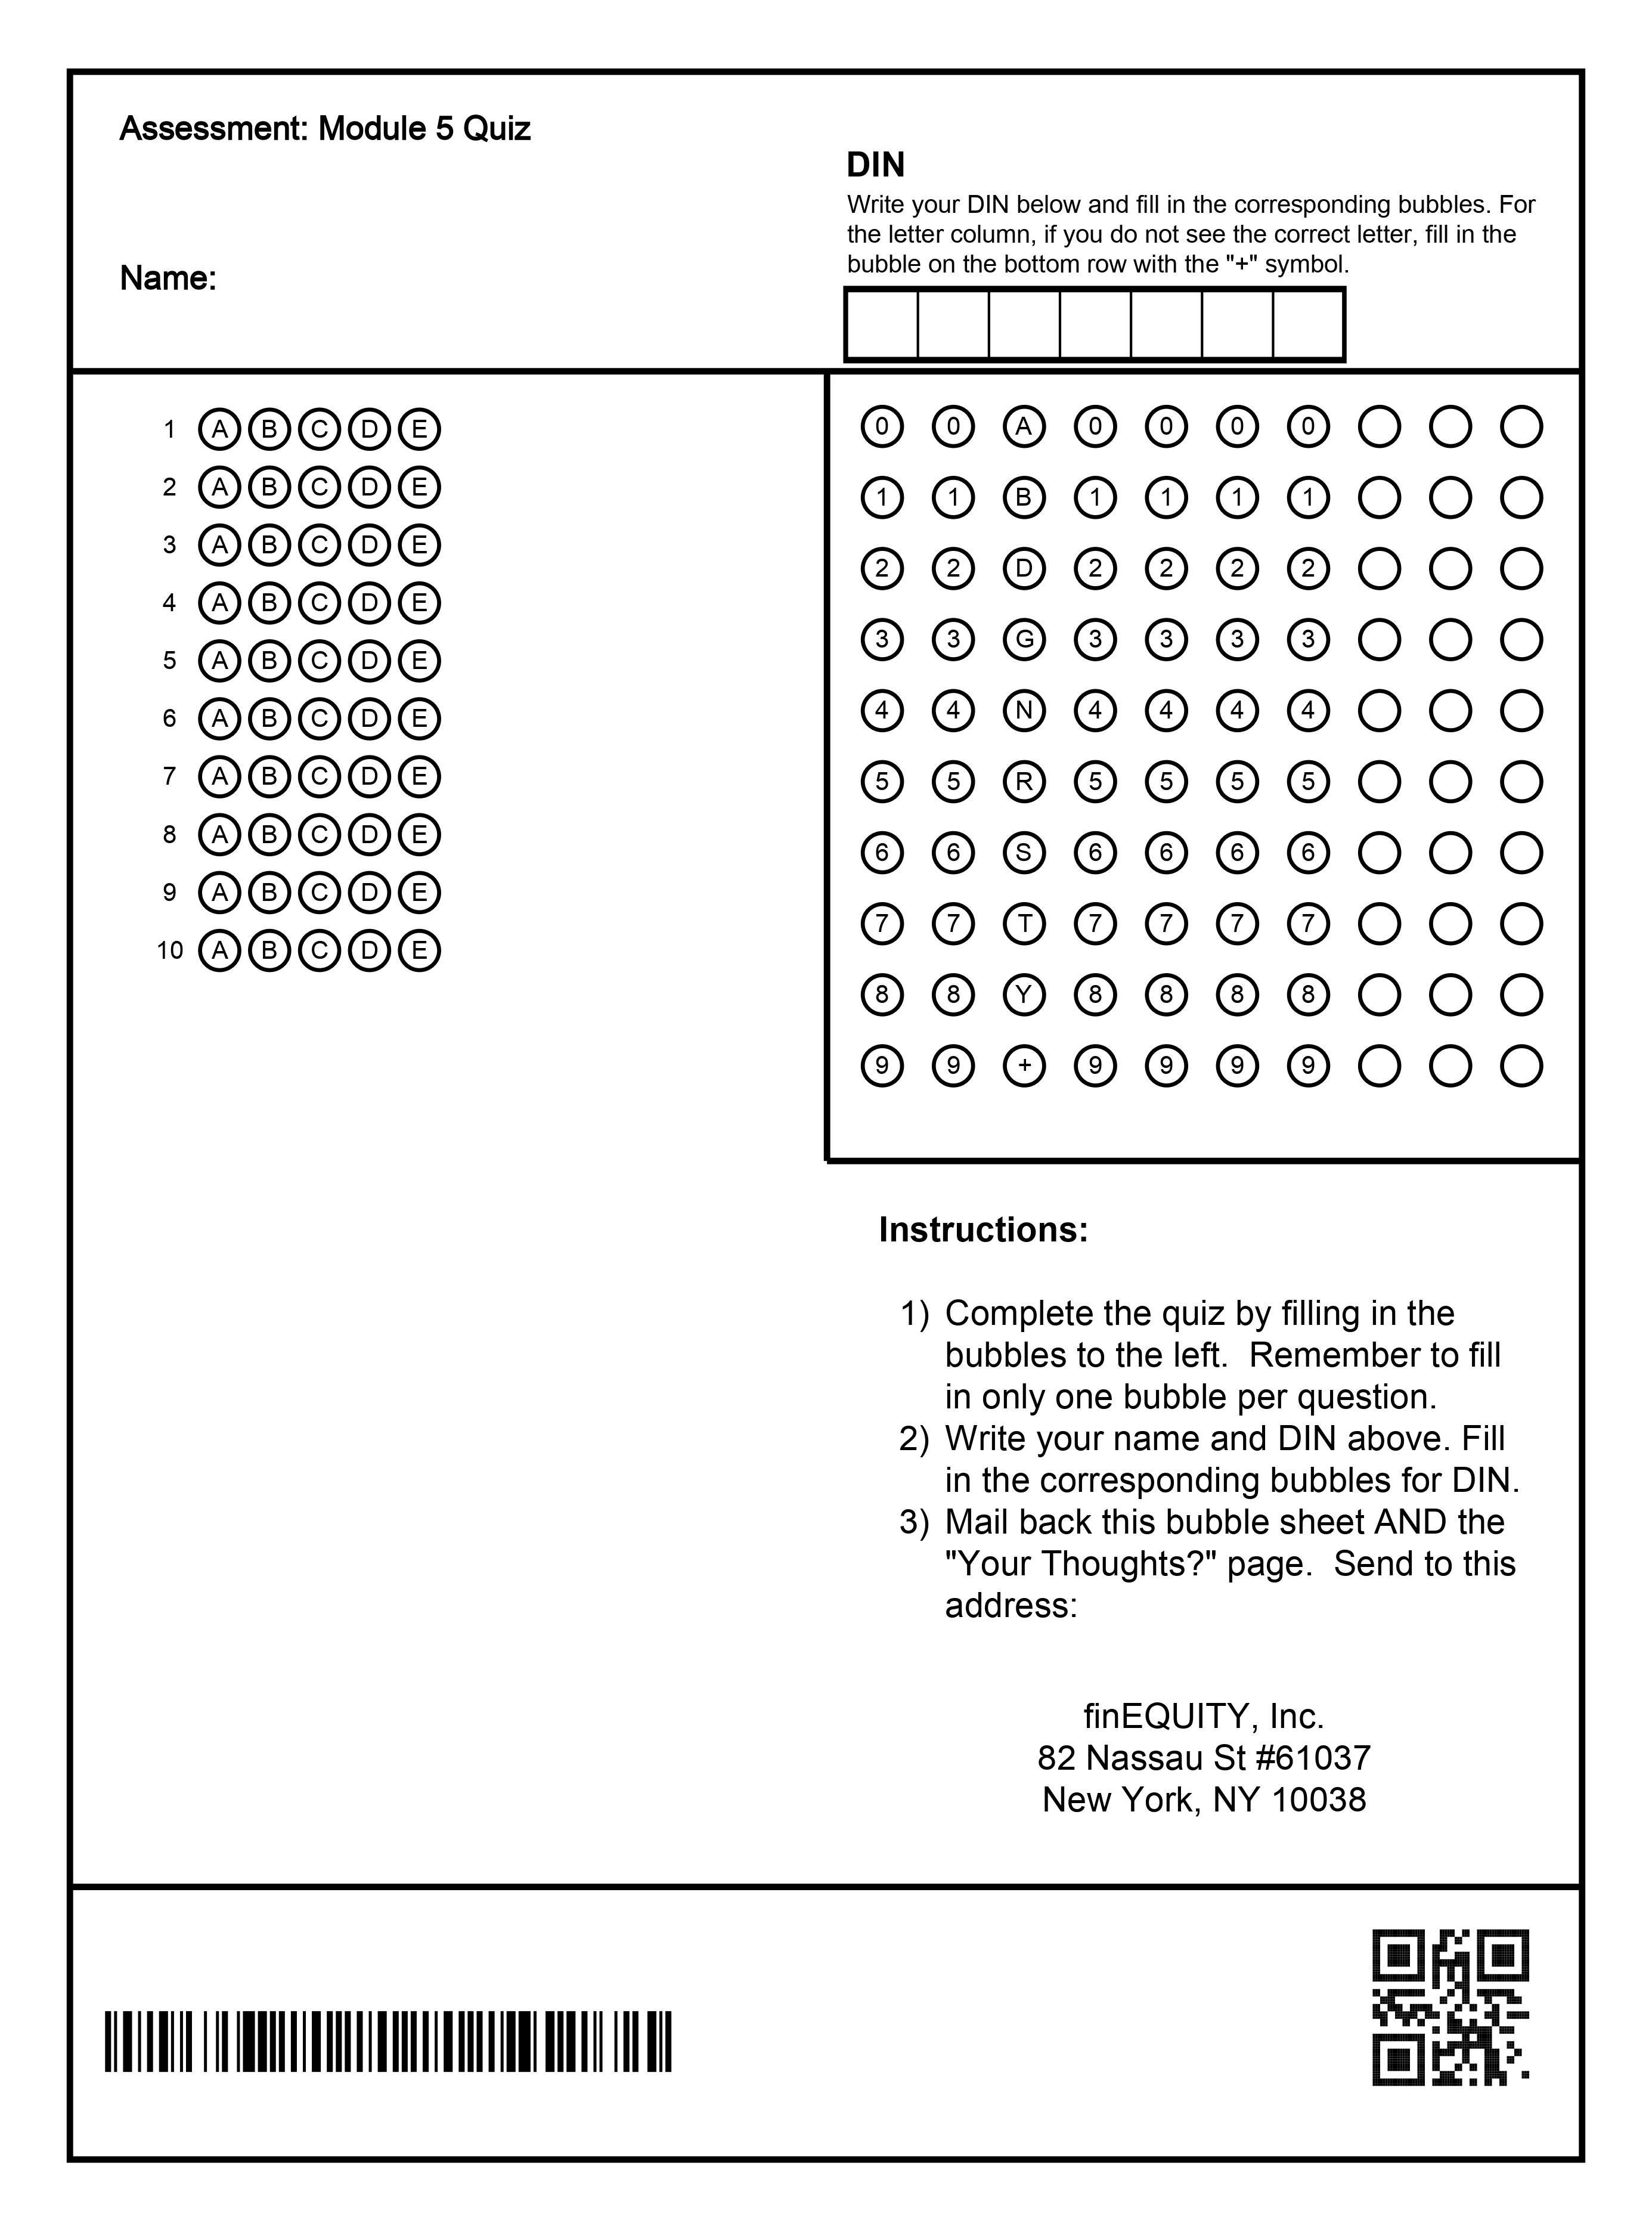 Assessment: Module 5 Quiz
Name:
DIN
Write your DIN below and fill in the corresponding bubbles. For
the letter column, if you do not see the correct letter, fill in the
bubble on the bottom row with the "+" symbol.
1 A B C D E
2 A B C D E
3 A B C D E
4 A B C D E
5 A B C D E
6 A B C D E
7 A B C D E
8 A B C D E
9 A B C D E
10 A B C D E
0 0 A 0 0 0 0
1 1 B 1 1 1 1
2 2 D 2 2 2 2
3 3 G 3 3 3 3
4 4 N 4 4 4 4
5 5 R 5 5 5 5
6 6 S 6 6 6 6
7 7 T 7 7 7 7
8 8 Y 8 8 8 8
9 9 + 9 9 9 9
Instructions:
1) Complete the quiz by filling in the
bubbles to the left.  Remember to fill
in only one bubble per question.
2) Write your name and DIN above. Fill
in the corresponding bubbles for DIN.
3) Mail back this bubble sheet AND the
"Your Thoughts?" page.  Send to this
address:
finEQUITY, Inc.
82 Nassau St #61037
New York, NY 10038